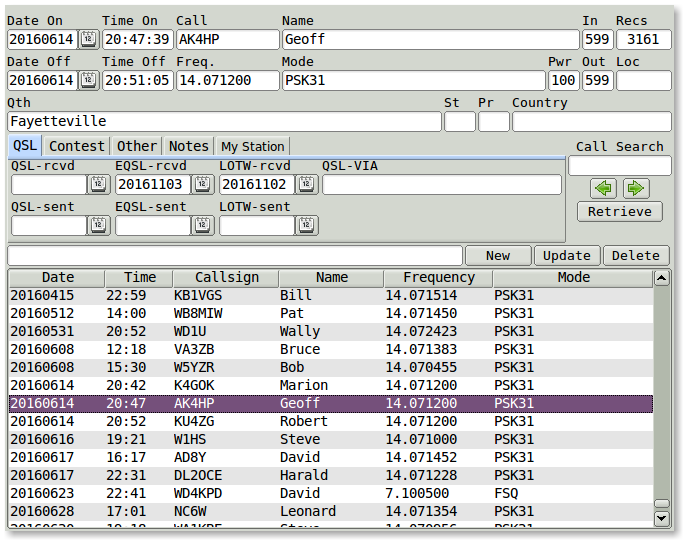 Date On Time On Call Name In Recs
20160614 12 20:47:39 AK4HP Geoff 599 3161
Date Off Time Off Freq. Mode Pwr Out Loc
20160614 12 20:51:05 14.071200 PSK31 100 599
Qth St Pr Country
Fayetteville
QSL Contest Other Notes My Station Call Search
QSL-rcvd EQSL-rcvd LOTW-rcvd QSL-VIA
12 20161103 12 20161102 12
QSL-sent EQSL-sent LOTW-sent Retrieve
12 12 12
New Update Delete
Date Time Callsign Name Frequency Mode
20160415 22:59 KB1VGS Bill 14.071514 PSK31
20160512 14:00 WB8MIW Pat 14.071450 PSK31
20160531 20:52 WD1U Wally 14.072423 PSK31
20160608 12:18 VA3ZB Bruce 14.071383 PSK31
20160608 15:30 W5YZR Bob 14.070455 PSK31
20160614 20:42 K4GOK Marion 14.071200 PSK31
20160614 20:47 AK4HP Geoff 14.071200 PSK31
20160614 20:52 KU4ZG Robert 14.071200 PSK31
20160616 19:21 W1HS Steve 14.071000 PSK31
20160617 16:17 AD8Y David 14.071452 PSK31
20160617 22:31 DL2OCE Harald 14.071228 PSK31
20160623 22:41 WD4KPD David 7.100500 FSQ
20160628 17:01 NC6W Leonard 14.071354 PSK31